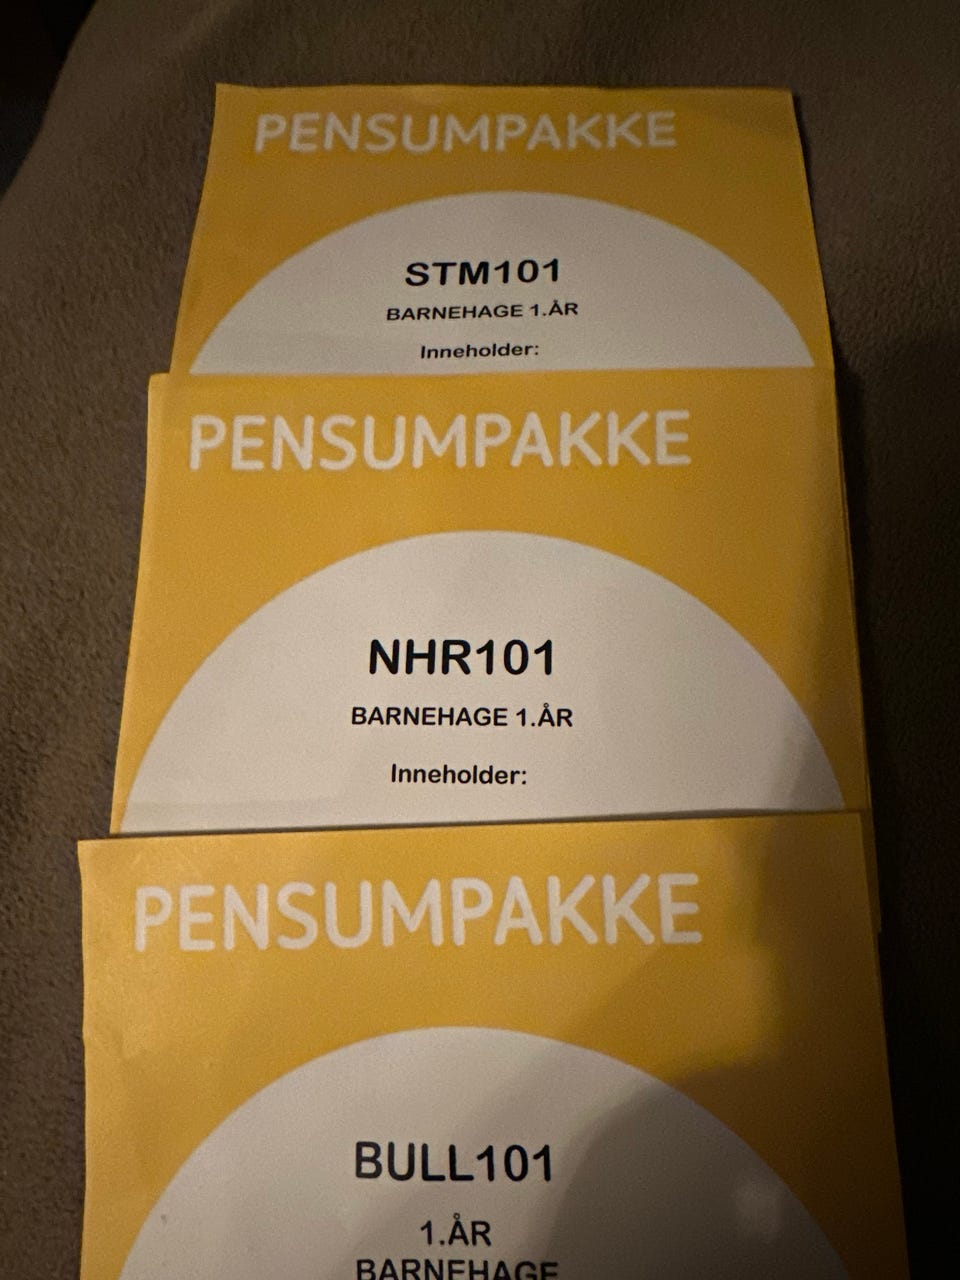 PENSUMPAKKE
STM101
BARNEHAGE 1.ÅR
Inneholder:
PENSUMPAKKE
NHR101
BARNEHAGE 1.ÅR
Inneholder:
PENSUMPAKKE
BULL101
1.ÅR
BARNEHAGE